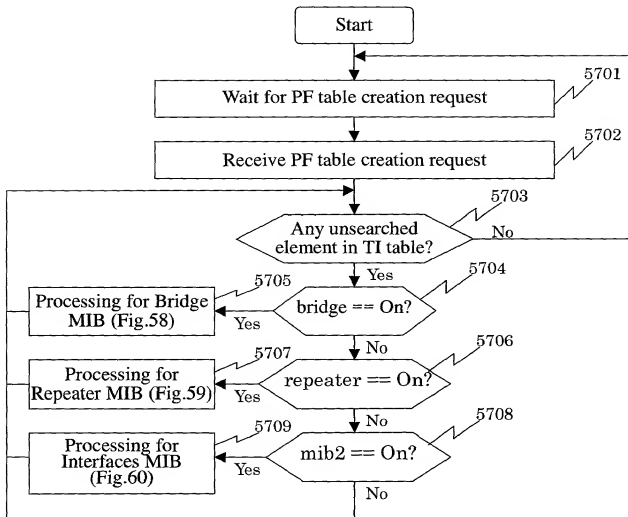 Start
Wait for PF table creation request
5701
Receive PF table creation request
5702
Any unsearched
element in TI table?
5703
No
Yes
bridge == On?
5704
Yes
Processing for Bridge
MIB (Fig.58)
5705
No
repeater == On?
5706
Yes
Processing for
Repeater MIB (Fig.59)
5707
No
mib2 == On?
5708
Yes
Processing for
Interfaces MIB
(Fig.60)
5709
No